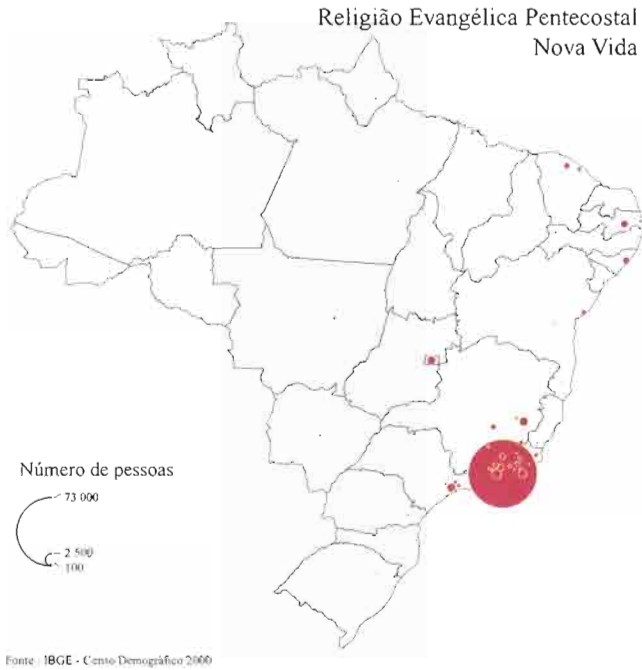 Religião Evangélica Pentecostal
Nova Vida
Número de pessoas
73 000
2 500
100
Fonte : IBGE - Censo Demográfico 2000